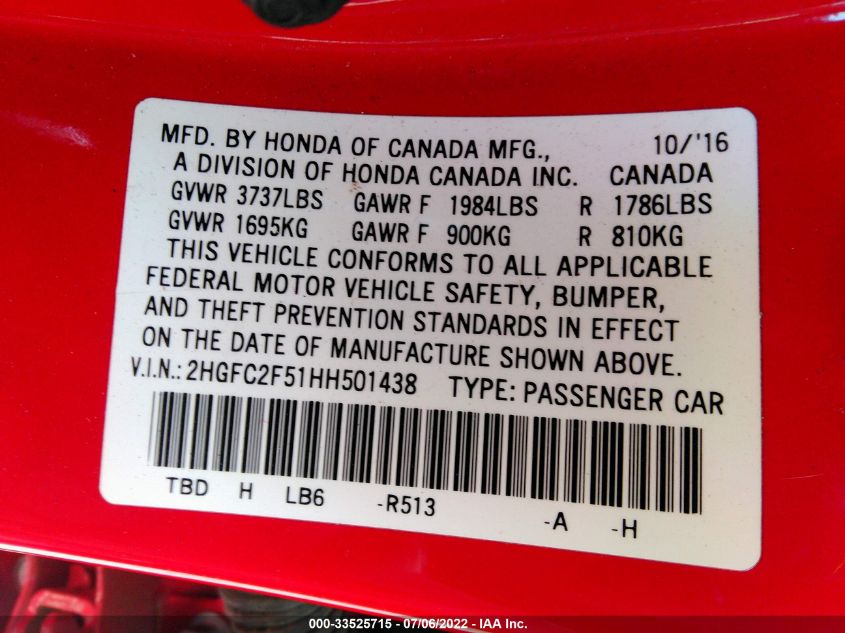 MFD. BY HONDA OF CANADA MFG., 10/'16
A DIVISION OF HONDA CANADA INC. CANADA
GVWR 3737LBS GAWR F 1984LBS R 1786LBS
GVWR 1695KG GAWR F 900KG R 810KG
THIS VEHICLE CONFORMS TO ALL APPLICABLE
FEDERAL MOTOR VEHICLE SAFETY, BUMPER,
AND THEFT PREVENTION STANDARDS IN EFFECT
ON THE DATE OF MANUFACTURE SHOWN ABOVE.
V.I.N.: 2HGFC2F51HH501438 TYPE: PASSENGER CAR
TBD H LB6 -R513 -A -H
000-33525715 - 07/06/2022 - IAA Inc.